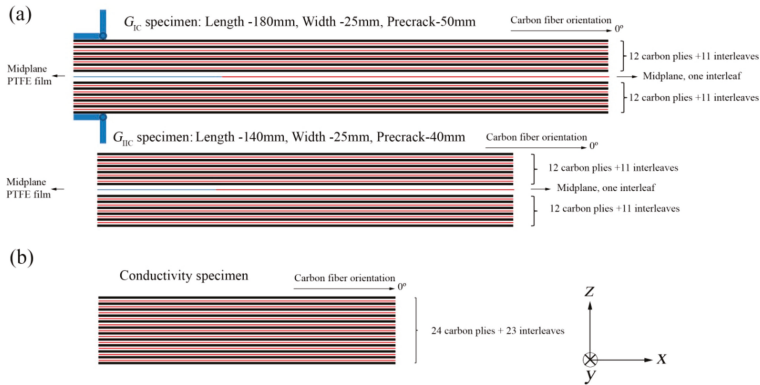 (a)
G_IC specimen: Length -180mm, Width -25mm, Precrack-50mm
Carbon fiber orientation
0º
12 carbon plies +11 interleaves
Midplane
PTFE film
Midplane, one interleaf
12 carbon plies +11 interleaves
G_IIC specimen: Length -140mm, Width -25mm, Precrack-40mm
Carbon fiber orientation
0º
12 carbon plies +11 interleaves
Midplane
PTFE film
Midplane, one interleaf
12 carbon plies +11 interleaves
(b)
Conductivity specimen
Carbon fiber orientation
0º
24 carbon plies + 23 interleaves
z
y
x